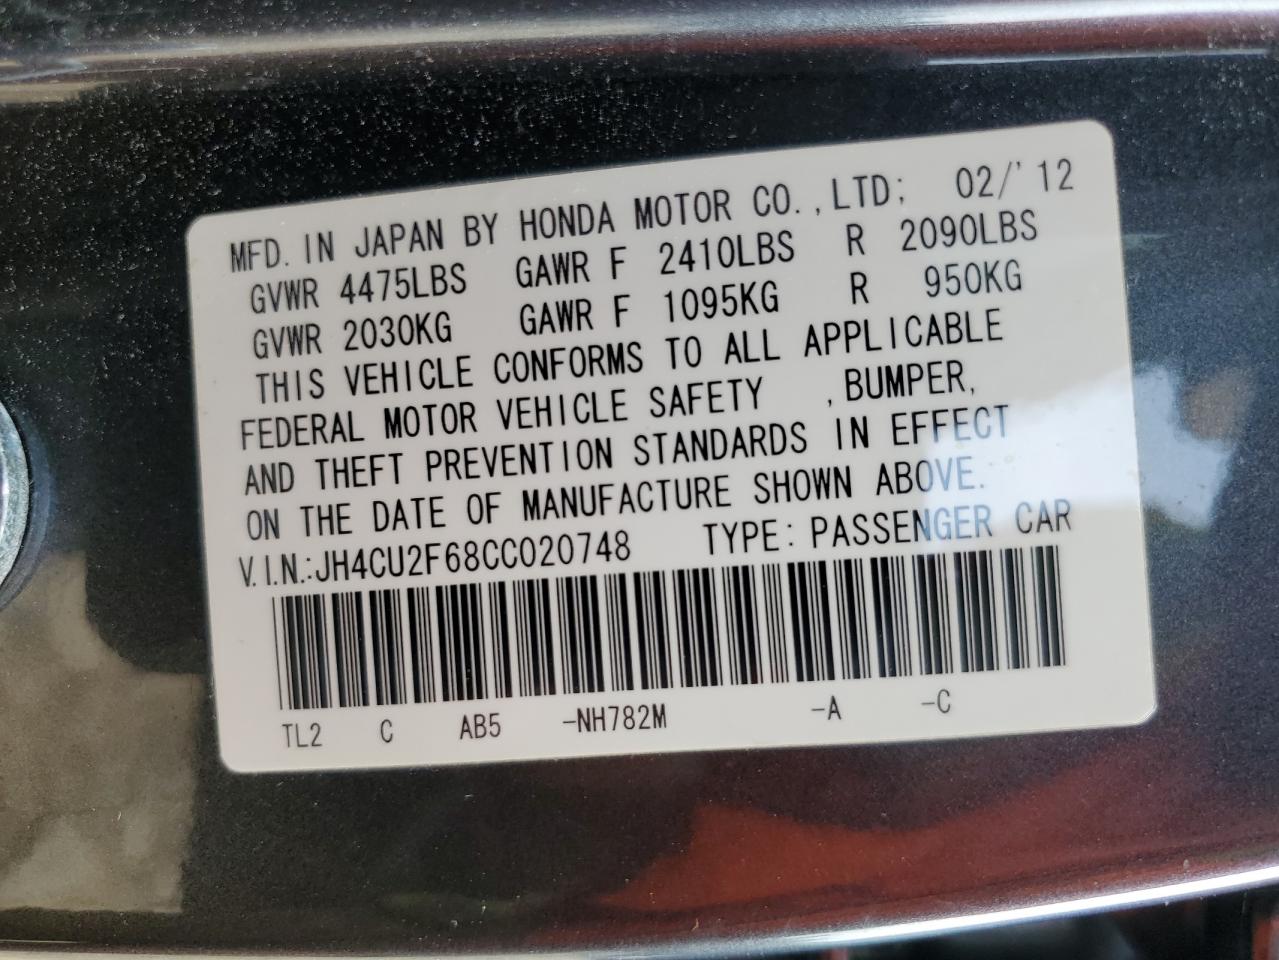 MFD. IN JAPAN BY HONDA MOTOR CO., LTD; 02/'12
GVWR 4475LBS GAWR F 2410LBS R 2090LBS
GVWR 2030KG GAWR F 1095KG R 950KG
THIS VEHICLE CONFORMS TO ALL APPLICABLE
FEDERAL MOTOR VEHICLE SAFETY , BUMPER,
AND THEFT PREVENTION STANDARDS IN EFFECT
ON THE DATE OF MANUFACTURE SHOWN ABOVE.
V.I.N.:JH4CU2F68CC020748 TYPE: PASSENGER CAR
TL2 C AB5 -NH782M -A -C